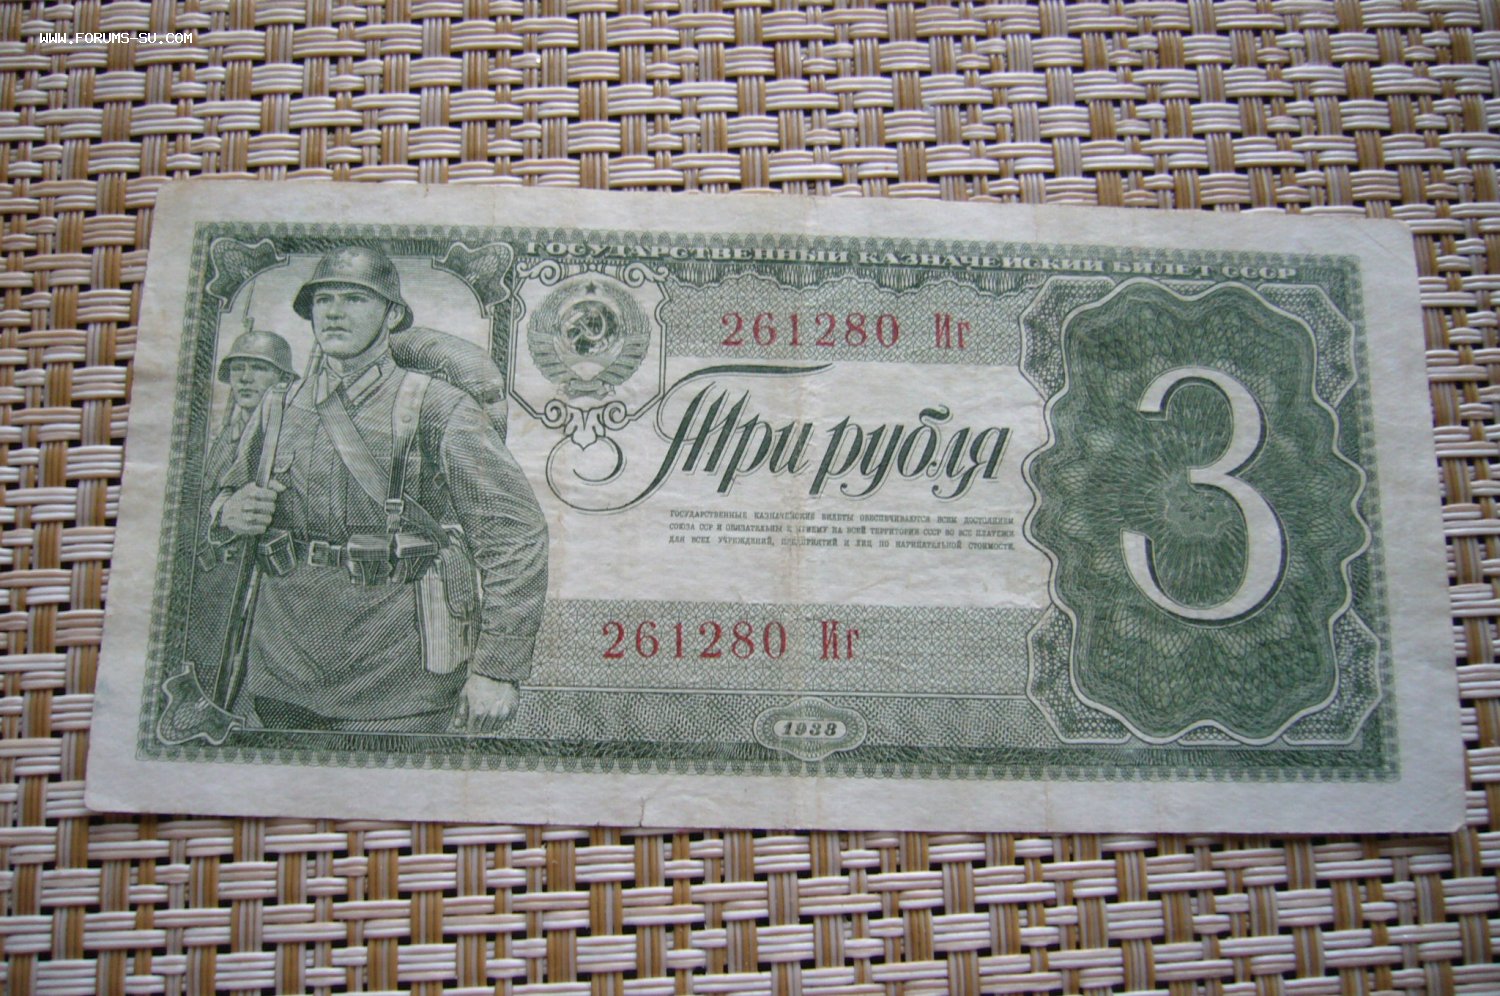 WWW.FORUMS-SU.COM
ГОСУДАРСТВЕННЫЙ КАЗНАЧЕЙСКИЙ БИЛЕТ СССР
261280 Иг
Три рубля
3
ГОСУДАРСТВЕННЫЕ КАЗНАЧЕЙСКИЕ БИЛЕТЫ ОБЕСПЕЧИВАЮТСЯ ВСЕМ ДОСТОЯНИЕМ
СОЮЗА ССР И ОБЯЗАТЕЛЬНЫ К ПРИЕМУ НА ВСЕЙ ТЕРРИТОРИИ СССР ВО ВСЕ ПЛАТЕЖИ
ДЛЯ ВСЕХ УЧРЕЖДЕНИЙ, ПРЕДПРИЯТИЙ И ЛИЦ ПО НАРИЦАТЕЛЬНОЙ СТОИМОСТИ.
261280 Иг
1938